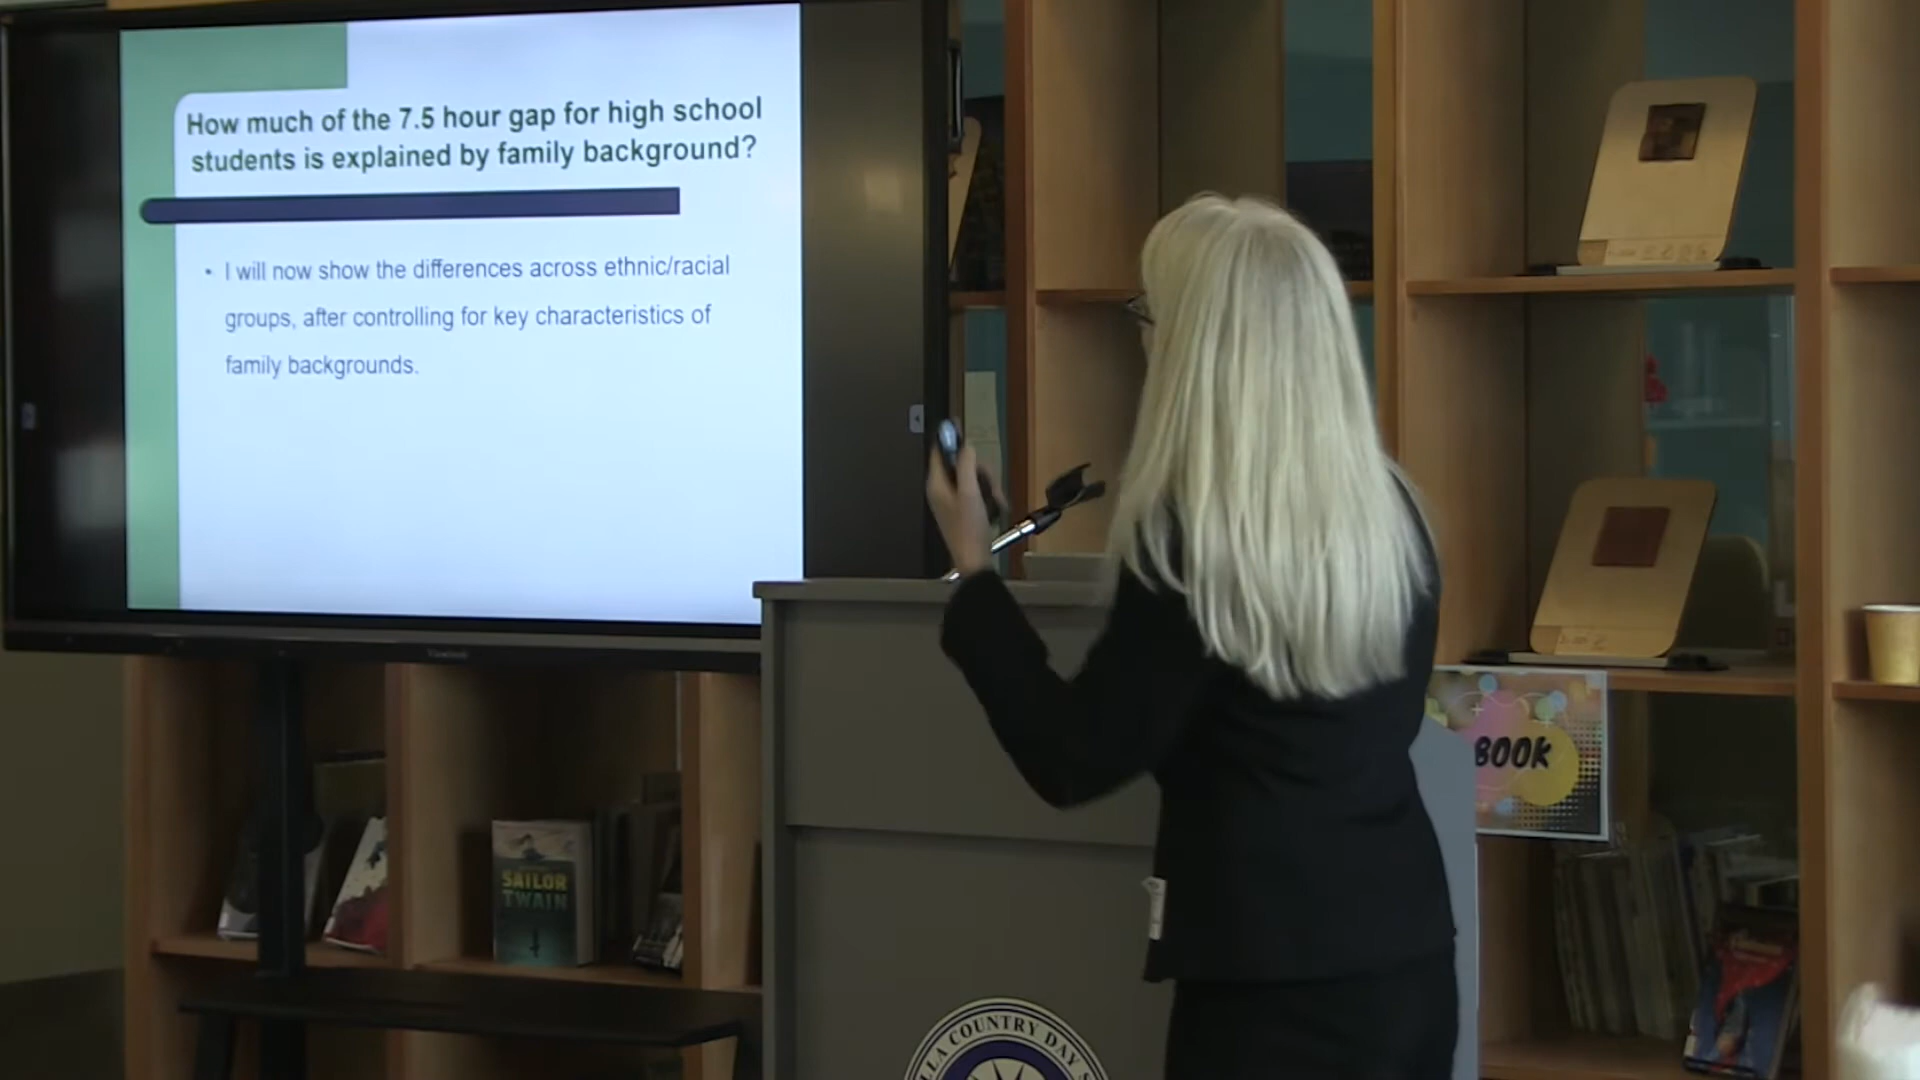 How much of the 7.5 hour gap for high school
students is explained by family background?
• I will now show the differences across ethnic/racial
groups, after controlling for key characteristics of
family backgrounds.
ViewSonic
SAILOR
TWAIN
BOOK
LLA COUNTRY DAY S